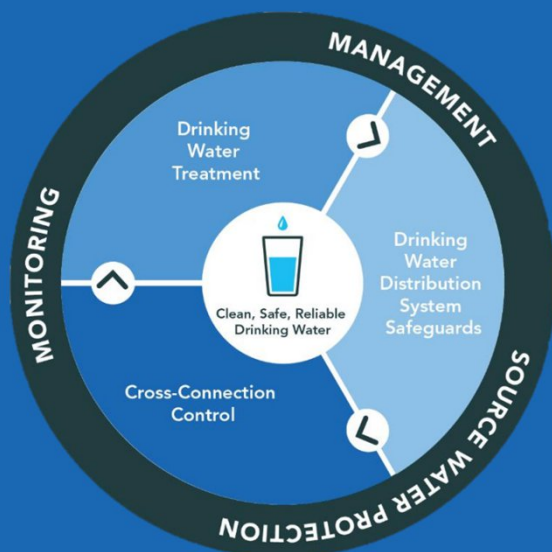 MANAGEMENT
MONITORING
SOURCE WATER PROTECTION
Drinking
Water
Treatment
Drinking
Water
Distribution
System
Safeguards
Clean, Safe, Reliable
Drinking Water
Cross-Connection
Control